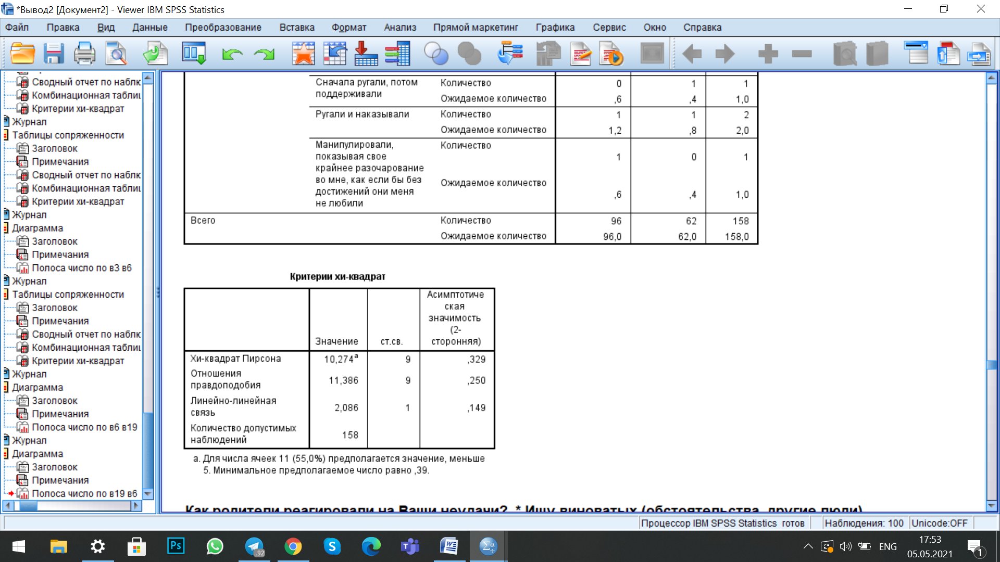 *Вывод2 [Документ2] - Viewer IBM SPSS Statistics
Файл Правка Вид Данные Преобразование Вставка Формат Анализ Прямой маркетинг Графика Сервис Окно Справка
Сводный отчет по наблк
Комбинационная таблиц
Критерии хи-квадрат
Журнал
Таблицы сопряженности
Заголовок
Примечания
Сводный отчет по наблк
Комбинационная таблиц
Критерии хи-квадрат
Журнал
Диаграмма
Заголовок
Примечания
Полоса число по в3 в6
Журнал
Таблицы сопряженности
Заголовок
Примечания
Сводный отчет по наблк
Комбинационная таблиц
Критерии хи-квадрат
Журнал
Диаграмма
Заголовок
Примечания
Полоса число по в6 в19
Журнал
Диаграмма
Заголовок
Примечания
Полоса число по в19 в6
Сначала ругали, потом
поддерживали
Количество 0 1 1
Ожидаемое количество ,6 ,4 1,0
Ругали и наказывали Количество 1 1 2
Ожидаемое количество 1,2 ,8 2,0
Манипулировали,
показывая свое
крайнее разочарование
во мне, как если бы без
достижений они меня
не любили
Количество 1 0 1
Ожидаемое количество ,6 ,4 1,0
Всего Количество 96 62 158
Ожидаемое количество 96,0 62,0 158,0
Критерии хи-квадрат
Значение ст.св. Асимптотиче
ская
значимость
(2-
сторонняя)
Хи-квадрат Пирсона 10,274a 9 ,329
Отношения
правдоподобия 11,386 9 ,250
Линейно-линейная
связь 2,086 1 ,149
Количество допустимых
наблюдений 158
a. Для числа ячеек 11 (55,0%) предполагается значение, меньше
5. Минимальное предполагаемое число равно ,39.
Как родители реагировали на Ваши неудачи? * Ищу виноватых (обстоятельства, другие люди)
Процессор IBM SPSS Statistics готов Наблюдения: 100 Unicode:OFF
Ps
..92
W
ENG
17:53
05.05.2021
1